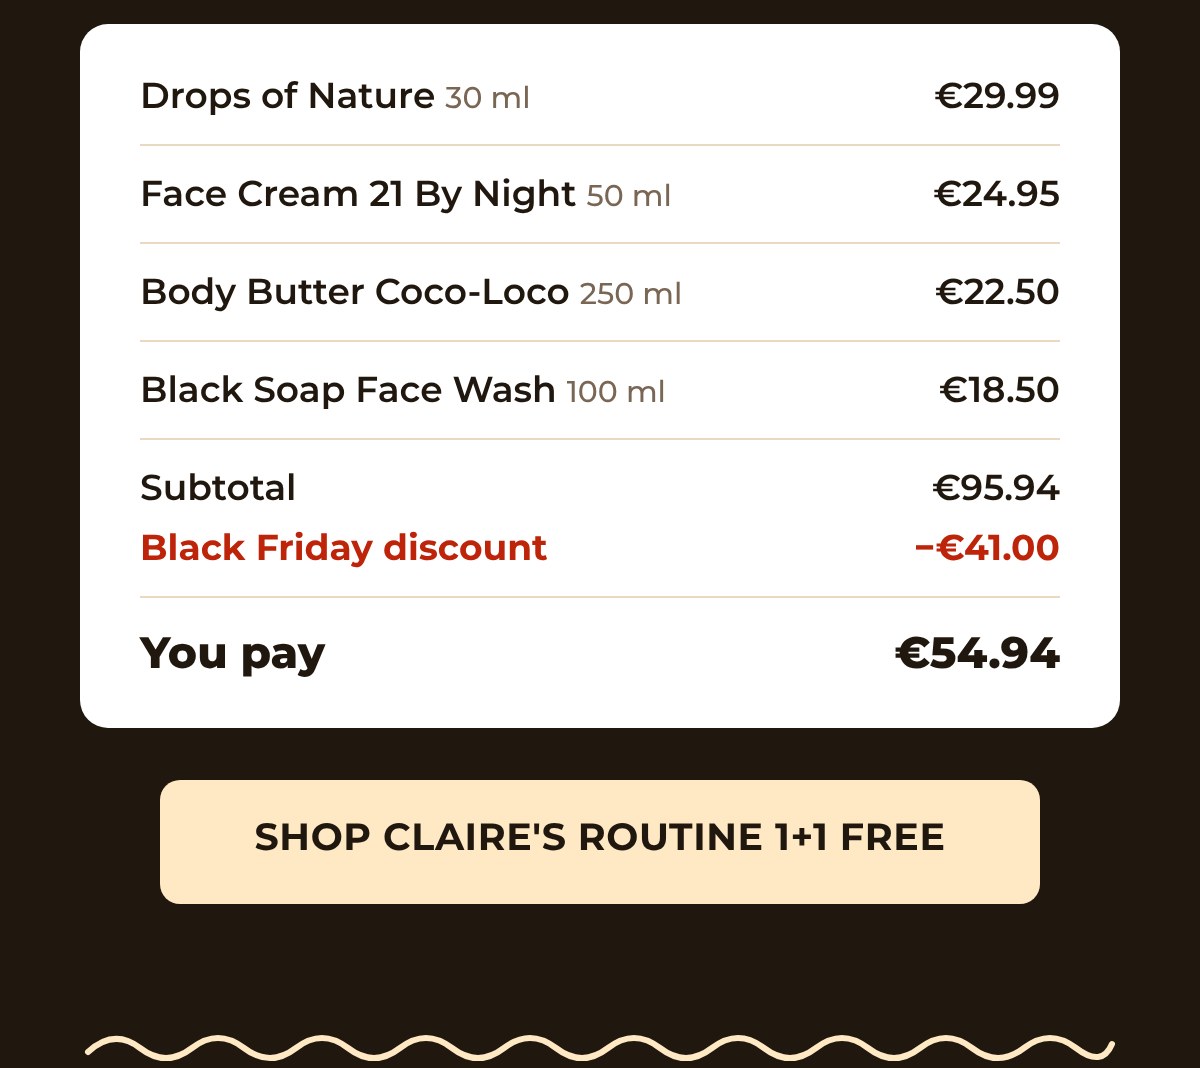 Drops of Nature 30 ml €29.99
Face Cream 21 By Night 50 ml €24.95
Body Butter Coco-Loco 250 ml €22.50
Black Soap Face Wash 100 ml €18.50
Subtotal €95.94
Black Friday discount −€41.00
You pay €54.94
SHOP CLAIRE'S ROUTINE 1+1 FREE